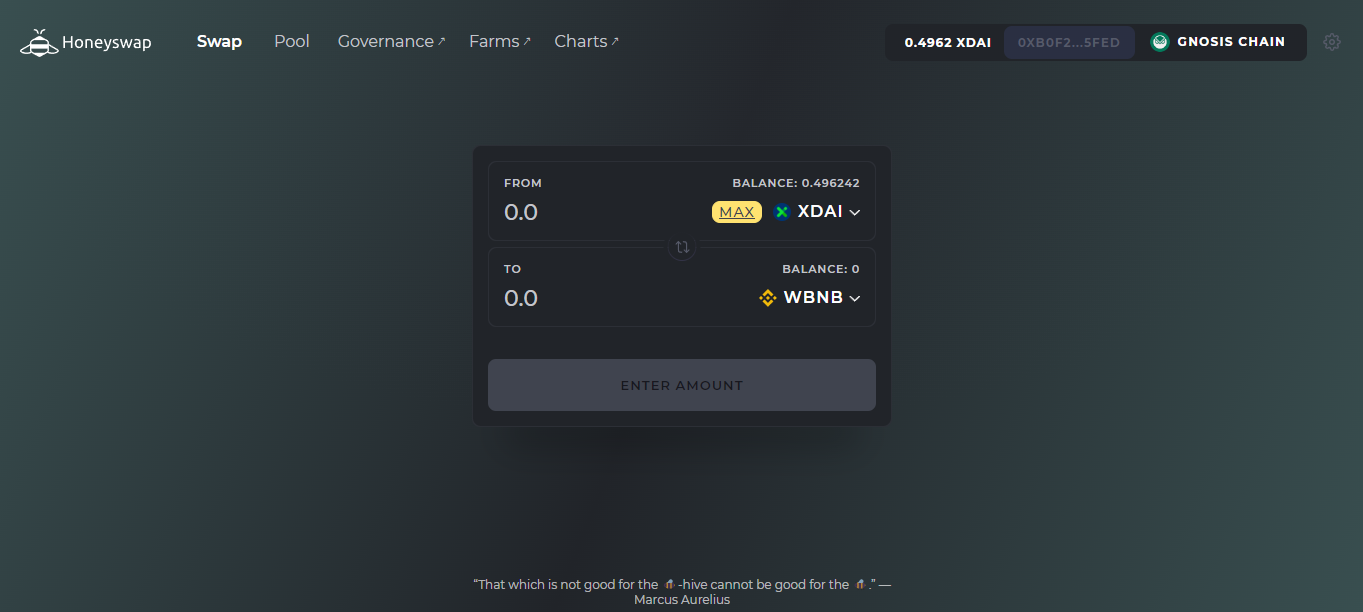 Honeyswap
Swap
Pool
Governance↗
Farms↗
Charts↗
0.4962 XDAI
0XB0F2...5FED
GNOSIS CHAIN
FROM
BALANCE: 0.496242
0.0
MAX
XDAI
TO
BALANCE: 0
0.0
WBNB
ENTER AMOUNT
“That which is not good for the -hive cannot be good for the .” —
Marcus Aurelius